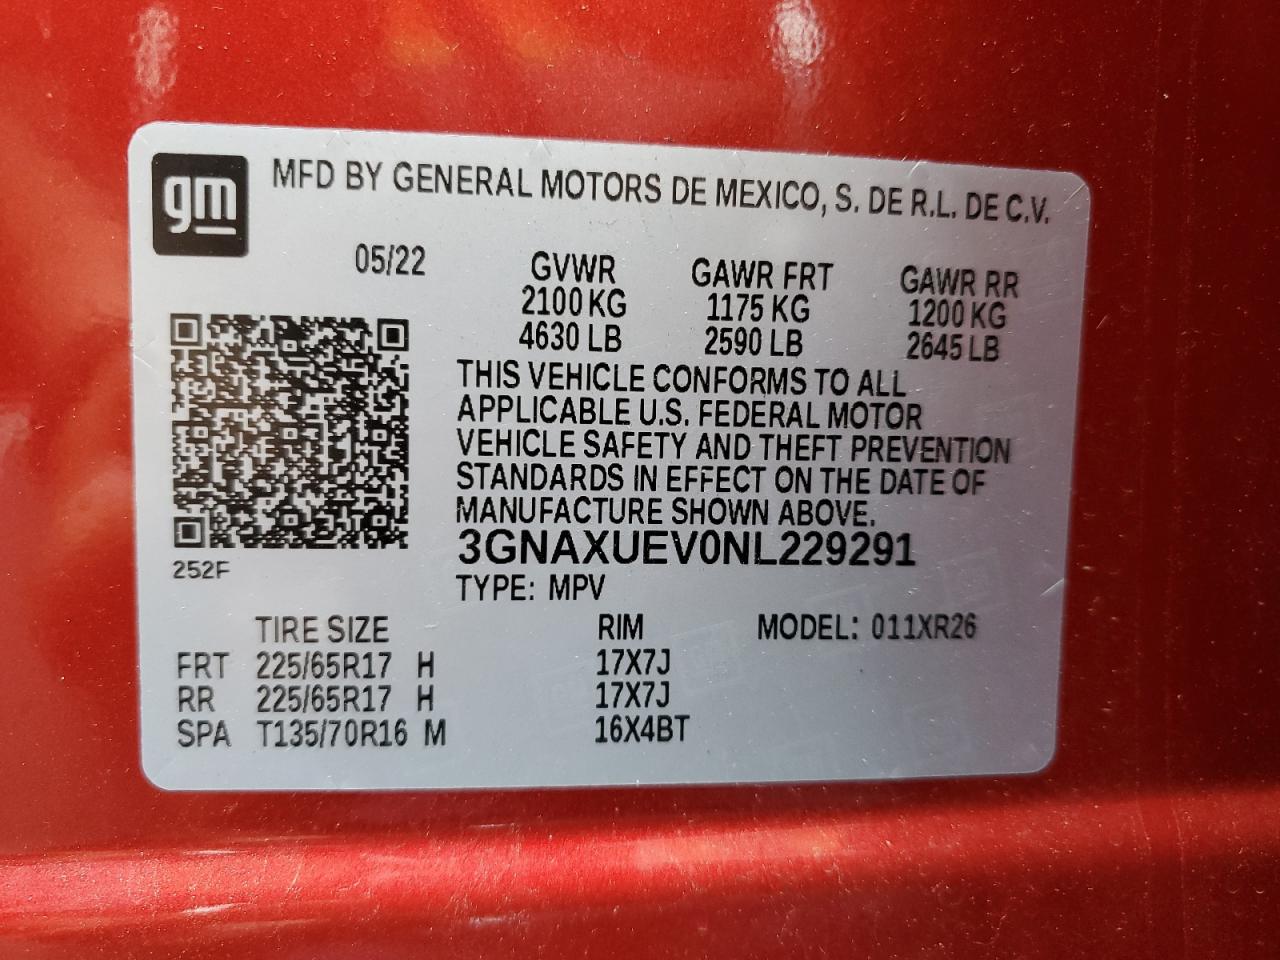 gm
MFD BY GENERAL MOTORS DE MEXICO, S. DE R.L. DE C.V.
05/22 GVWR GAWR FRT GAWR RR
2100 KG 1175 KG 1200 KG
4630 LB 2590 LB 2645 LB
THIS VEHICLE CONFORMS TO ALL
APPLICABLE U.S. FEDERAL MOTOR
VEHICLE SAFETY AND THEFT PREVENTION
STANDARDS IN EFFECT ON THE DATE OF
MANUFACTURE SHOWN ABOVE.
3GNAXUEV0NL229291
252F
TYPE: MPV
TIRE SIZE RIM MODEL: 011XR26
FRT 225/65R17 H 17X7J
RR 225/65R17 H 17X7J
SPA T135/70R16 M 16X4BT